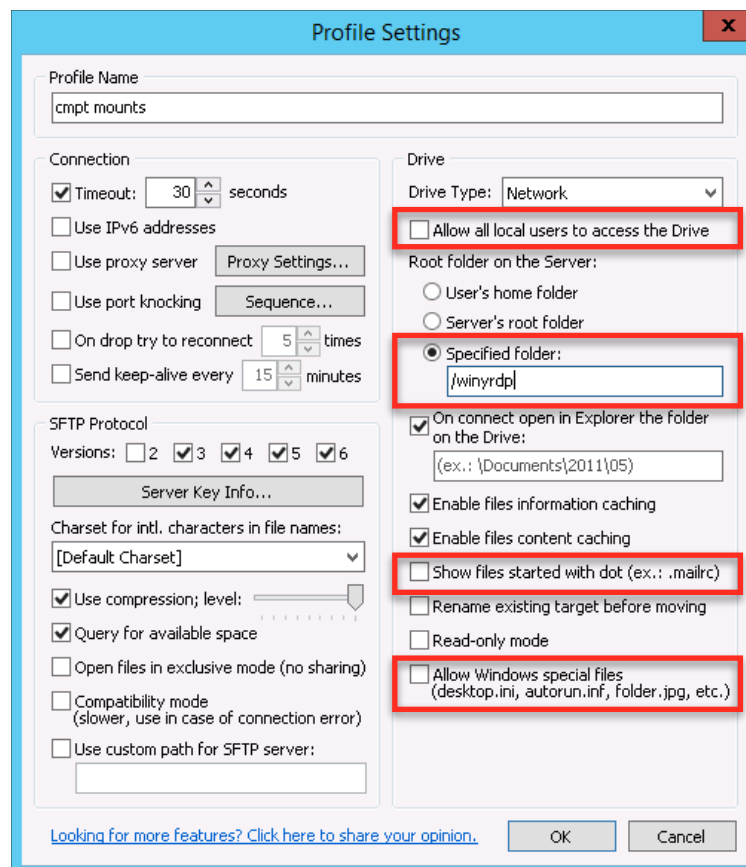 Profile Settings
x
Profile Name
cmpt mounts
Connection
Timeout: 30 seconds
Use IPv6 addresses
Use proxy server Proxy Settings...
Use port knocking Sequence...
On drop try to reconnect 5 times
Send keep-alive every 15 minutes
SFTP Protocol
Versions: 2 3 4 5 6
Server Key Info...
Charset for intl. characters in file names:
[Default Charset]
Use compression; level:
Query for available space
Open files in exclusive mode (no sharing)
Compatibility mode
(slower, use in case of connection error)
Use custom path for SFTP server:
Drive
Drive Type: Network
Allow all local users to access the Drive
Root folder on the Server:
User's home folder
Server's root folder
Specified folder:
/winyrdp
On connect open in Explorer the folder
on the Drive:
(ex.: \Documents\2011\05)
Enable files information caching
Enable files content caching
Show files started with dot (ex.: .mailrc)
Rename existing target before moving
Read-only mode
Allow Windows special files
(desktop.ini, autorun.inf, folder.jpg, etc.)
Looking for more features? Click here to share your opinion.
OK
Cancel